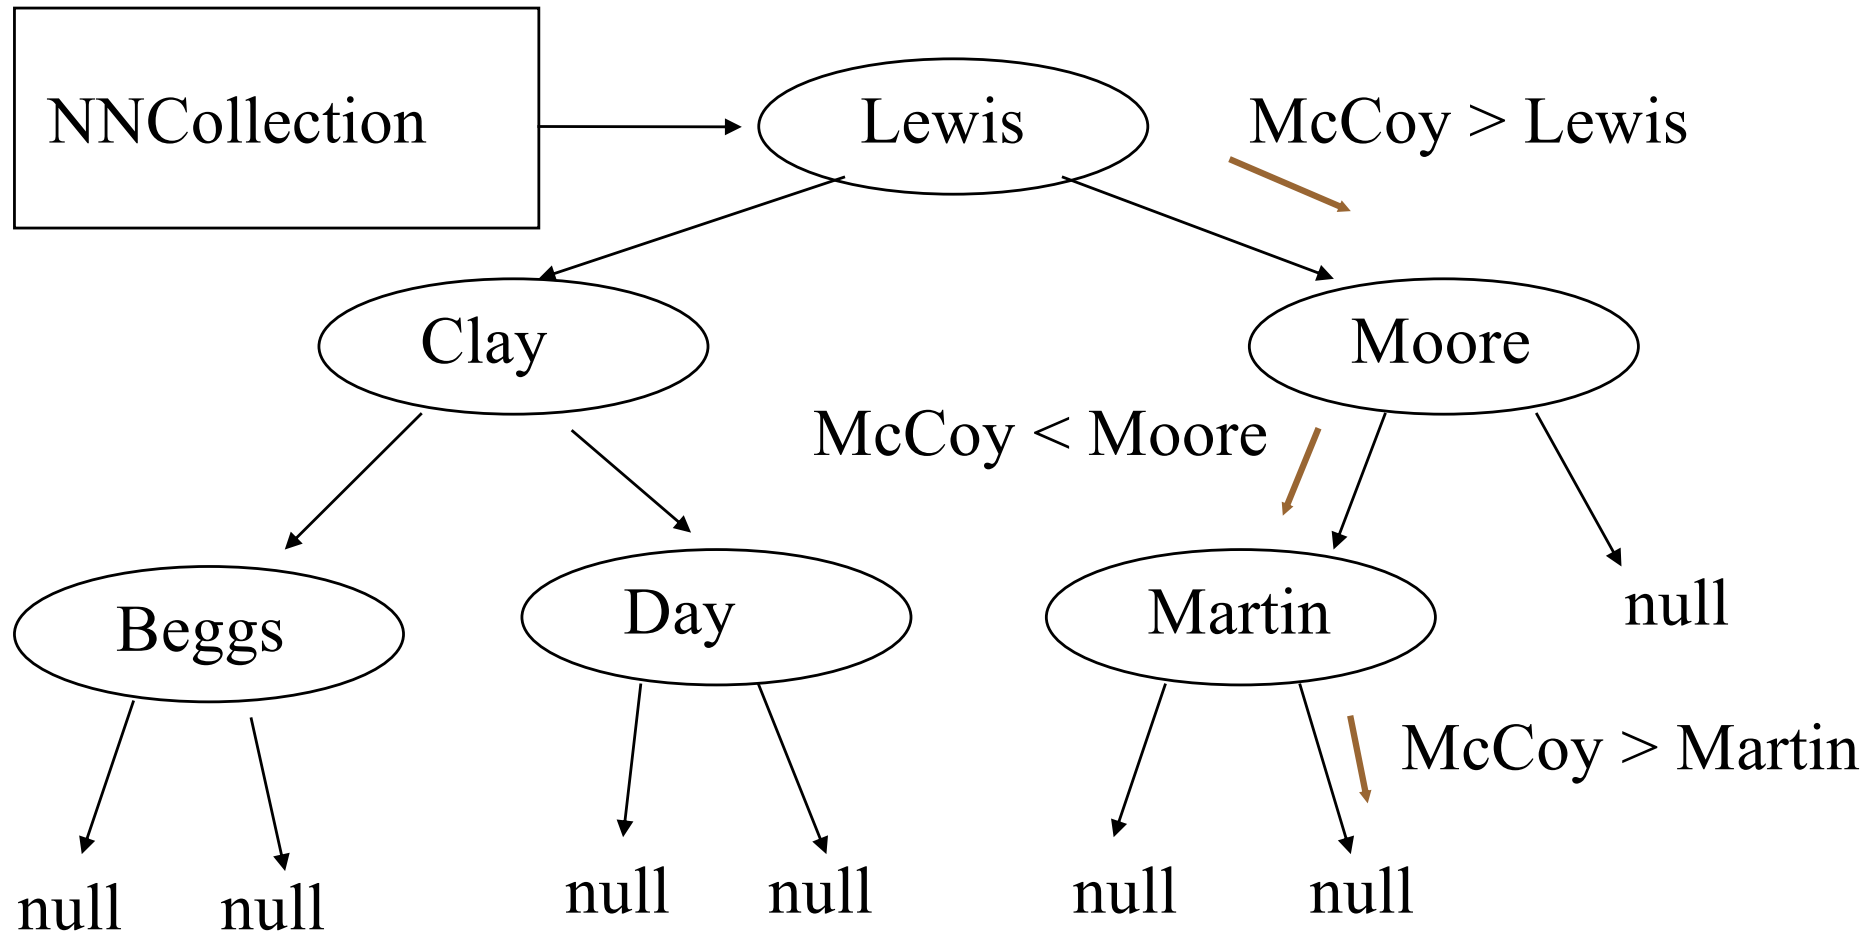 NNCollection
Lewis
McCoy > Lewis
Clay
Moore
McCoy < Moore
Beggs
Day
Martin
null
McCoy > Martin
null
null
null
null
null
null